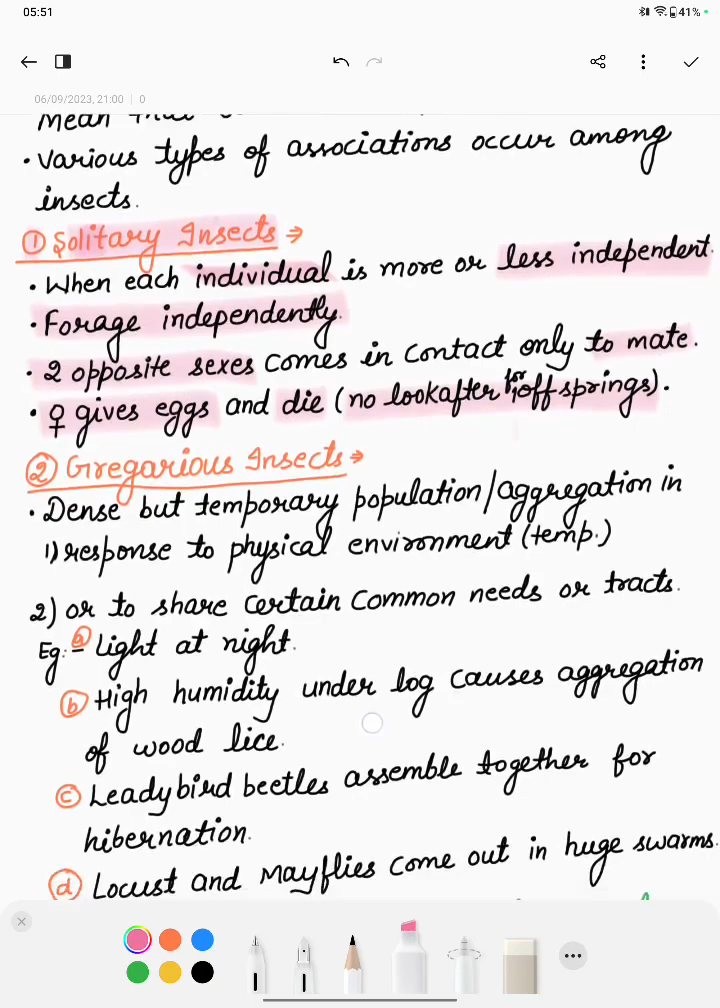 05:51
41%
06/09/2023, 21:00 | 0
mean that
• Various types of associations occur among
insects.
① Solitary Insects →
• When each individual is more or less independent.
• Forage independently.
• 2 opposite sexes comes in contact only to mate.
• ♀ gives eggs and die (no lookafter for offsprings).
② Gregarious Insects →
• Dense but temporary population/aggregation in
1) response to physical environment (temp.)
2) or to share certain common needs or tracts.
Eg:- ⓐ Light at night.
ⓑ High humidity under log causes aggregation
of wood lice.
ⓒ Leadybird beetles assemble together for
hibernation.
ⓓ Locust and Mayflies come out in huge swarms.